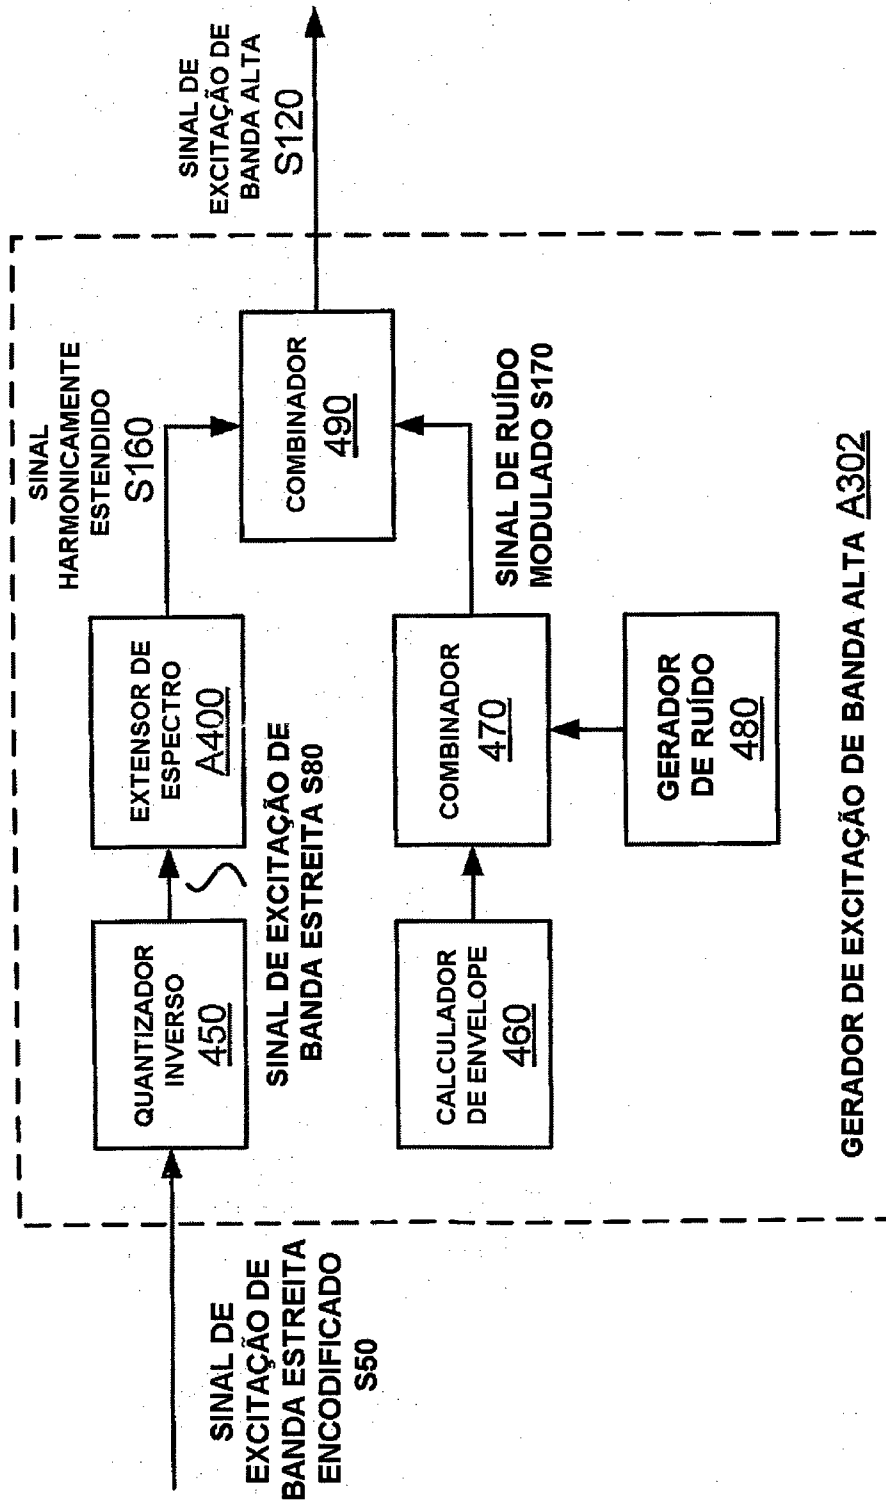 SINAL DE
EXCITAÇÃO DE
BANDA ESTREITA
ENCODIFICADO
S50
QUANTIZADOR
INVERSO
450
SINAL DE EXCITAÇÃO DE
BANDA ESTREITA S80
EXTENSOR DE
ESPECTRO
A400
SINAL
HARMONICAMENTE
ESTENDIDO
S160
COMBINADOR
490
SINAL DE
EXCITAÇÃO DE
BANDA ALTA
S120
CALCULADOR
DE ENVELOPE
460
COMBINADOR
470
SINAL DE RUÍDO
MODULADO S170
GERADOR
DE RUÍDO
480
GERADOR DE EXCITAÇÃO DE BANDA ALTA A302